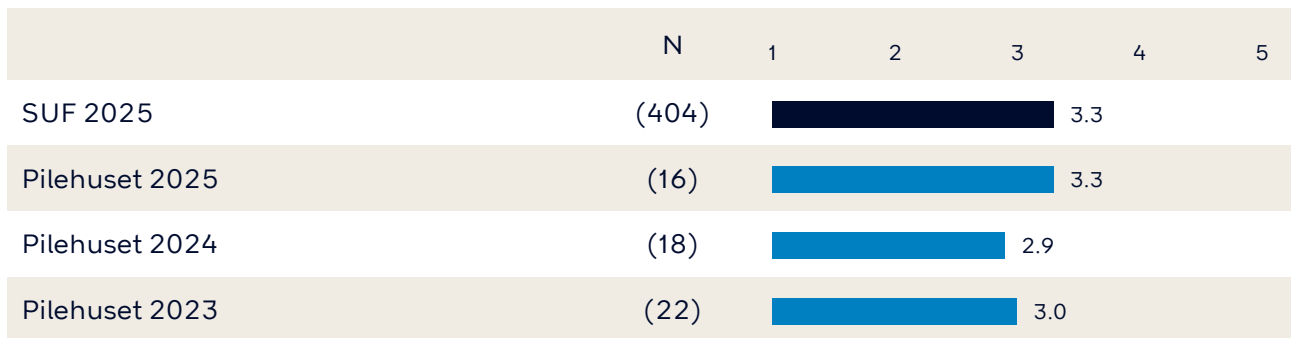 N 1 2 3 4 5
SUF 2025 (404) 3.3
Pilehuset 2025 (16) 3.3
Pilehuset 2024 (18) 2.9
Pilehuset 2023 (22) 3.0